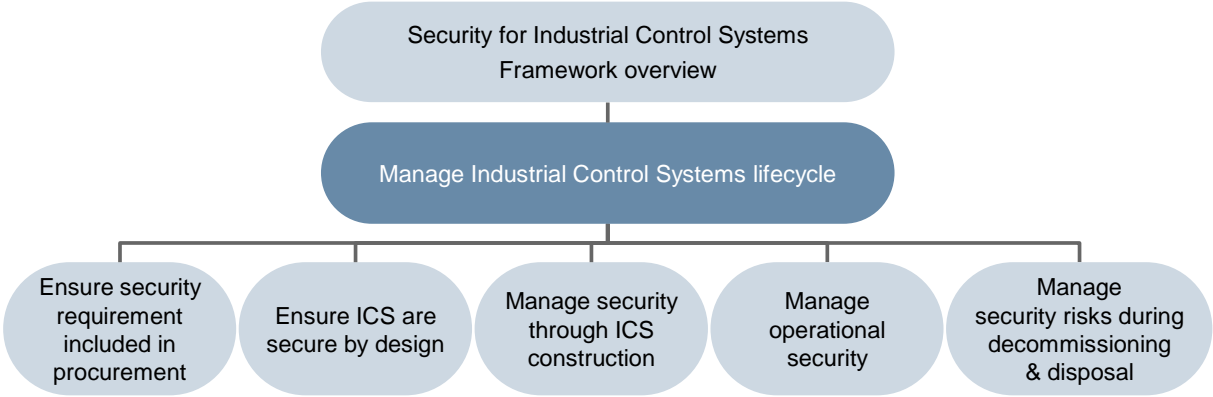 Security for Industrial Control Systems
Framework overview
Manage Industrial Control Systems lifecycle
Ensure security
requirement
included in
procurement
Ensure ICS are
secure by design
Manage security
through ICS
construction
Manage
operational
security
Manage
security risks during
decommissioning
& disposal